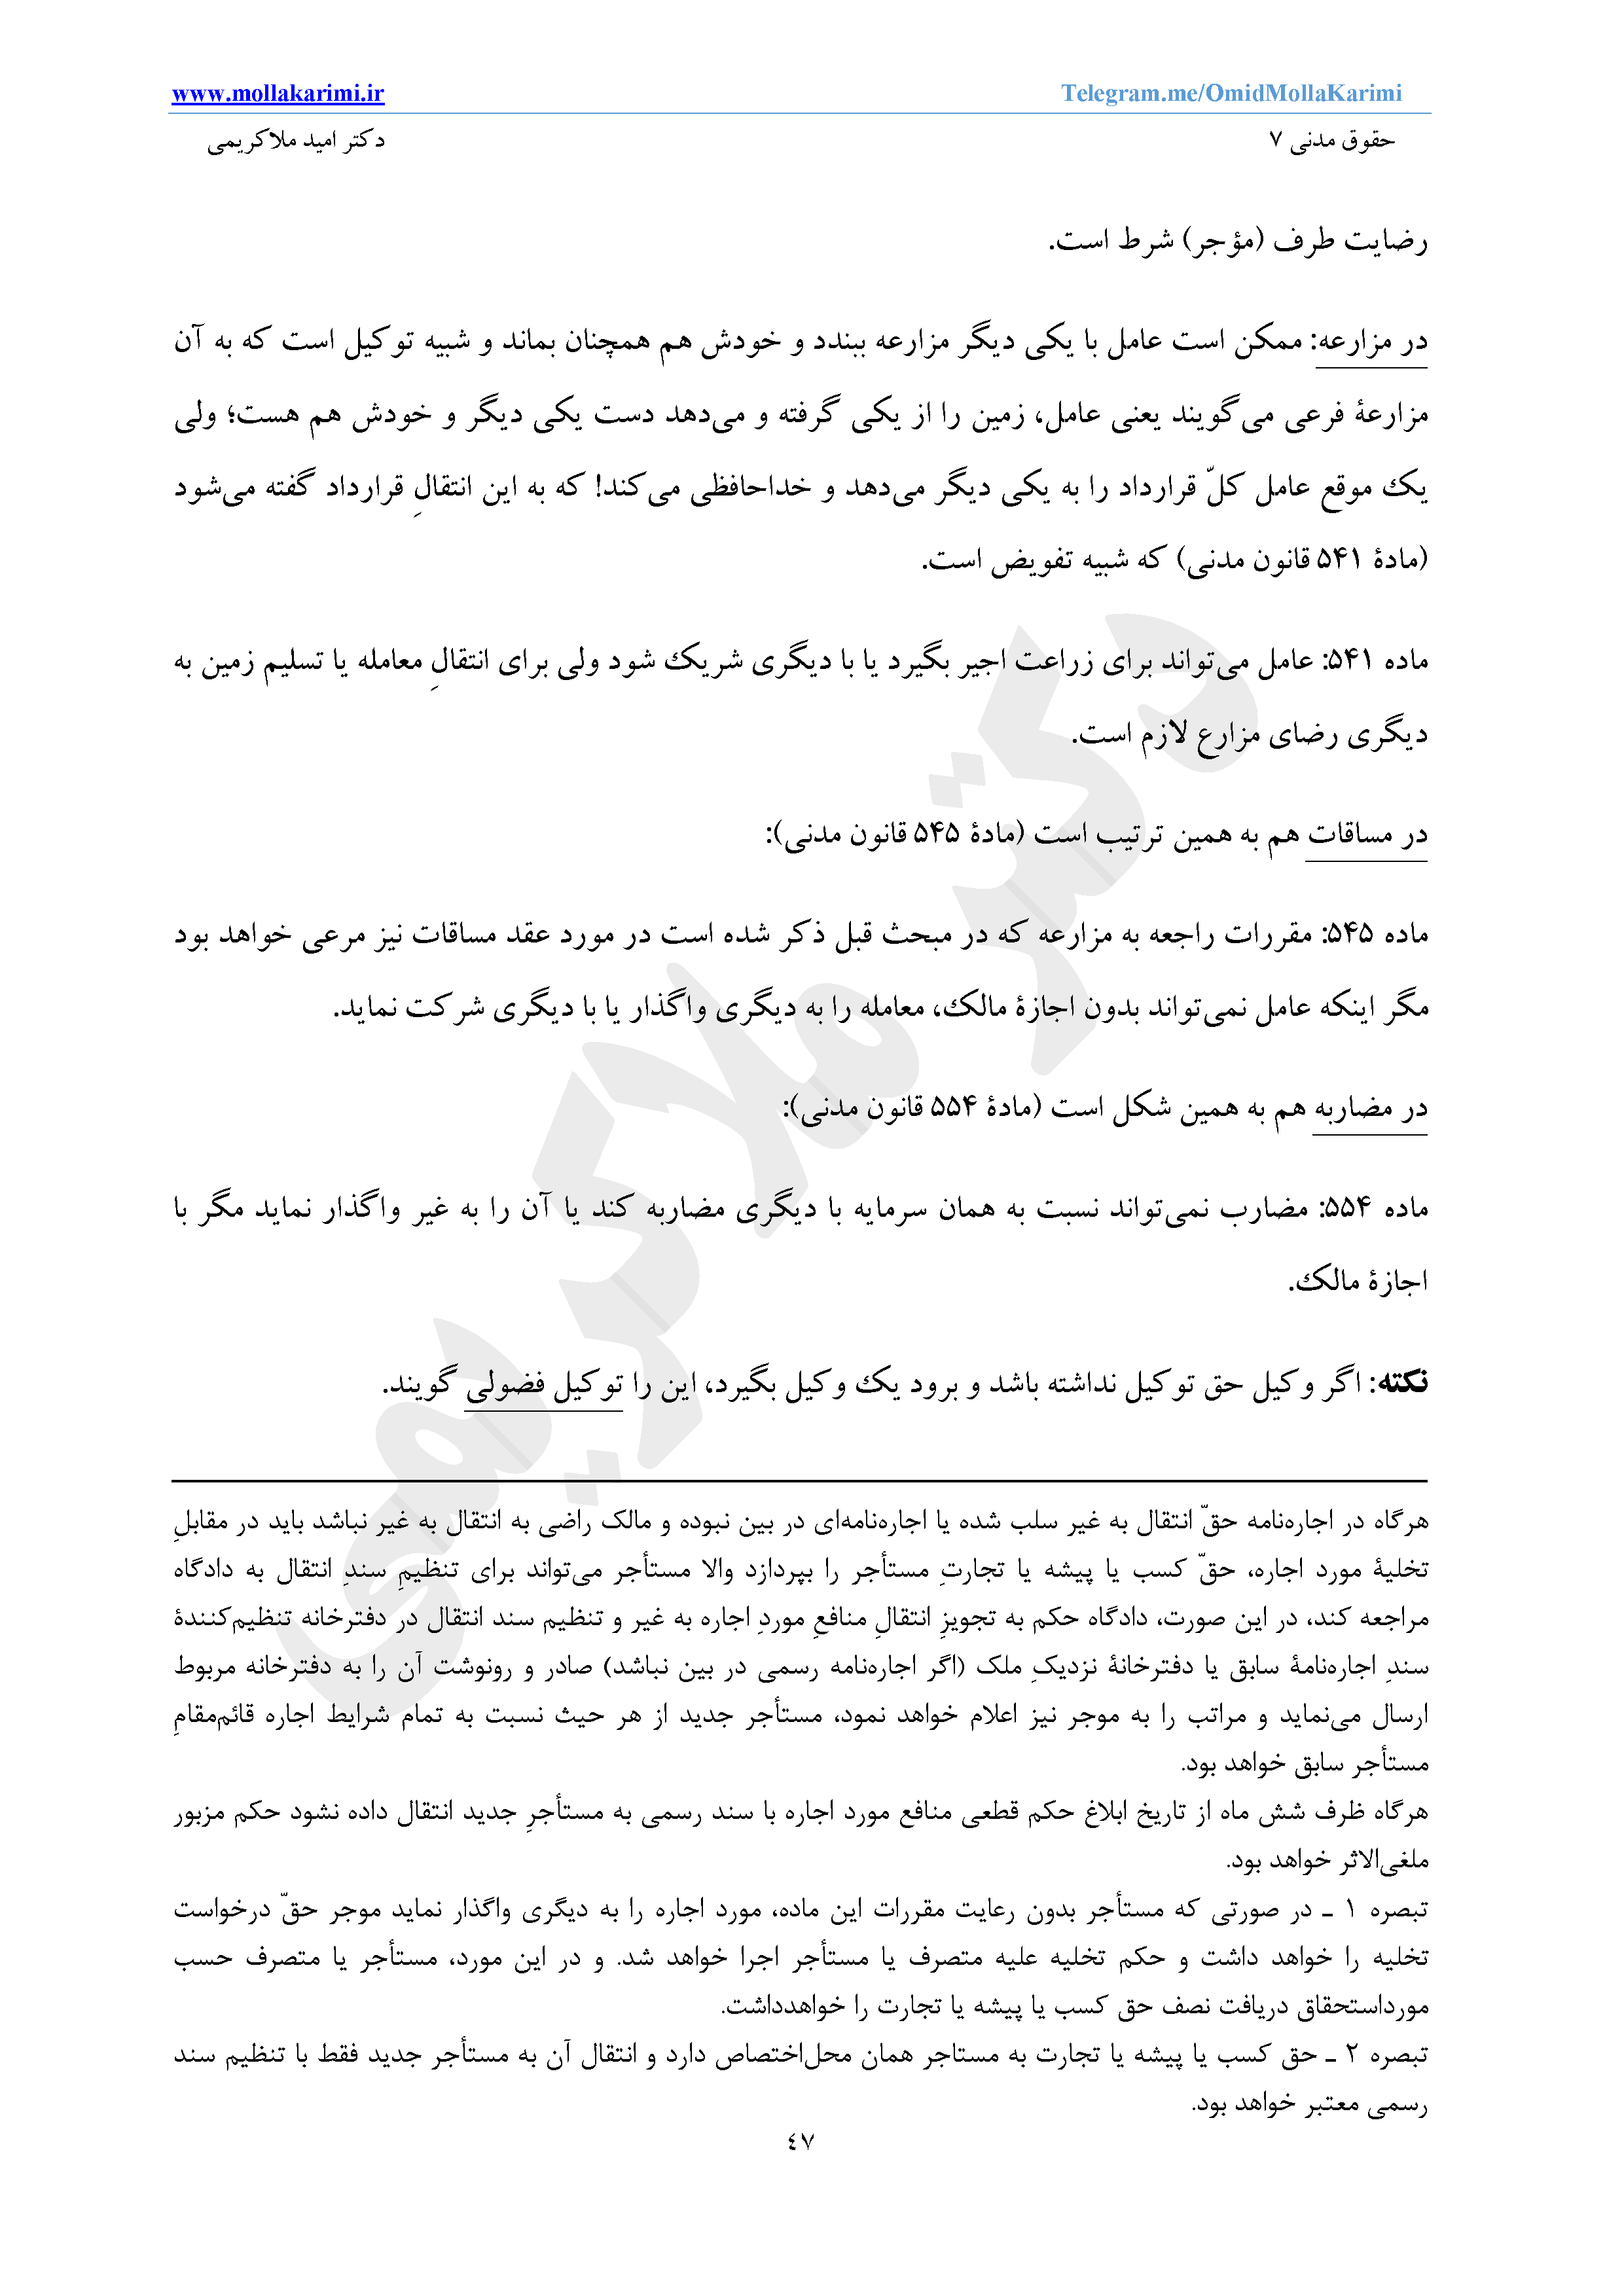 www.mollakarimi.ir Telegram.me/OmidMollaKarimi
حقوق مدنی ۷ دکتر امید ملاکریمی
رضایت طرف (مؤجر) شرط است.
در مزارعه: ممکن است عامل با یکی دیگر مزارعه ببندد و خودش هم همچنان بماند و شبیه توکیل است که به آن
مزارعهٔ فرعی می‌گویند یعنی عامل، زمین را از یکی گرفته و می‌دهد دست یکی دیگر و خودش هم هست؛ ولی
یک موقع عامل کلّ قرارداد را به یکی دیگر می‌دهد و خداحافظی می‌کند! که به این انتقالِ قرارداد گفته می‌شود
(مادهٔ ۵۴۱ قانون مدنی) که شبیه تفویض است.
ماده ۵۴۱: عامل می‌تواند برای زراعت اجیر بگیرد یا با دیگری شریک شود ولی برای انتقالِ معامله یا تسلیم زمین به
دیگری رضای مزارع لازم است.
در مساقات هم به همین ترتیب است (مادهٔ ۵۴۵ قانون مدنی):
ماده ۵۴۵: مقررات راجعه به مزارعه که در مبحث قبل ذکر شده است در مورد عقد مساقات نیز مرعی خواهد بود
مگر اینکه عامل نمی‌تواند بدون اجازهٔ مالک، معامله را به دیگری واگذار یا با دیگری شرکت نماید.
در مضاربه هم به همین شکل است (مادهٔ ۵۵۴ قانون مدنی):
ماده ۵۵۴: مضارب نمی‌تواند نسبت به همان سرمایه با دیگری مضاربه کند یا آن را به غیر واگذار نماید مگر با
اجازهٔ مالک.
نکته: اگر وکیل حق توکیل نداشته باشد و برود یک وکیل بگیرد، این را توکیل فضولی گویند.
هرگاه در اجاره‌نامه حقّ انتقال به غیر سلب شده یا اجاره‌نامه‌ای در بین نبوده و مالک راضی به انتقال به غیر نباشد باید در مقابلِ
تخلیهٔ مورد اجاره، حقّ کسب یا پیشه یا تجارتِ مستأجر را بپردازد والا مستأجر می‌تواند برای تنظیمِ سندِ انتقال به دادگاه
مراجعه کند، در این صورت، دادگاه حکم به تجویزِ انتقالِ منافعِ موردِ اجاره به غیر و تنظیم سند انتقال در دفترخانه تنظیم‌کنندهٔ
سندِ اجاره‌نامهٔ سابق یا دفترخانهٔ نزدیکِ ملک (اگر اجاره‌نامه رسمی در بین نباشد) صادر و رونوشت آن را به دفترخانه مربوط
ارسال می‌نماید و مراتب را به موجر نیز اعلام خواهد نمود، مستأجر جدید از هر حیث نسبت به تمام شرایط اجاره قائم‌مقامِ
مستأجر سابق خواهد بود.
هرگاه ظرف شش ماه از تاریخ ابلاغ حکم قطعی منافع مورد اجاره با سند رسمی به مستأجرِ جدید انتقال داده نشود حکم مزبور
ملغی‌الاثر خواهد بود.
تبصره ۱ ـ در صورتی که مستأجر بدون رعایت مقررات این ماده، مورد اجاره را به دیگری واگذار نماید موجر حقّ درخواست
تخلیه را خواهد داشت و حکم تخلیه علیه متصرف یا مستأجر اجرا خواهد شد. و در این مورد، مستأجر یا متصرف حسب
مورداستحقاق دریافت نصف حق کسب یا پیشه یا تجارت را خواهدداشت.
تبصره ۲ ـ حق کسب یا پیشه یا تجارت به مستاجر همان محل‌اختصاص دارد و انتقال آن به مستأجر جدید فقط با تنظیم سند
رسمی معتبر خواهد بود.
٤٧
دکتر ملاکریمی